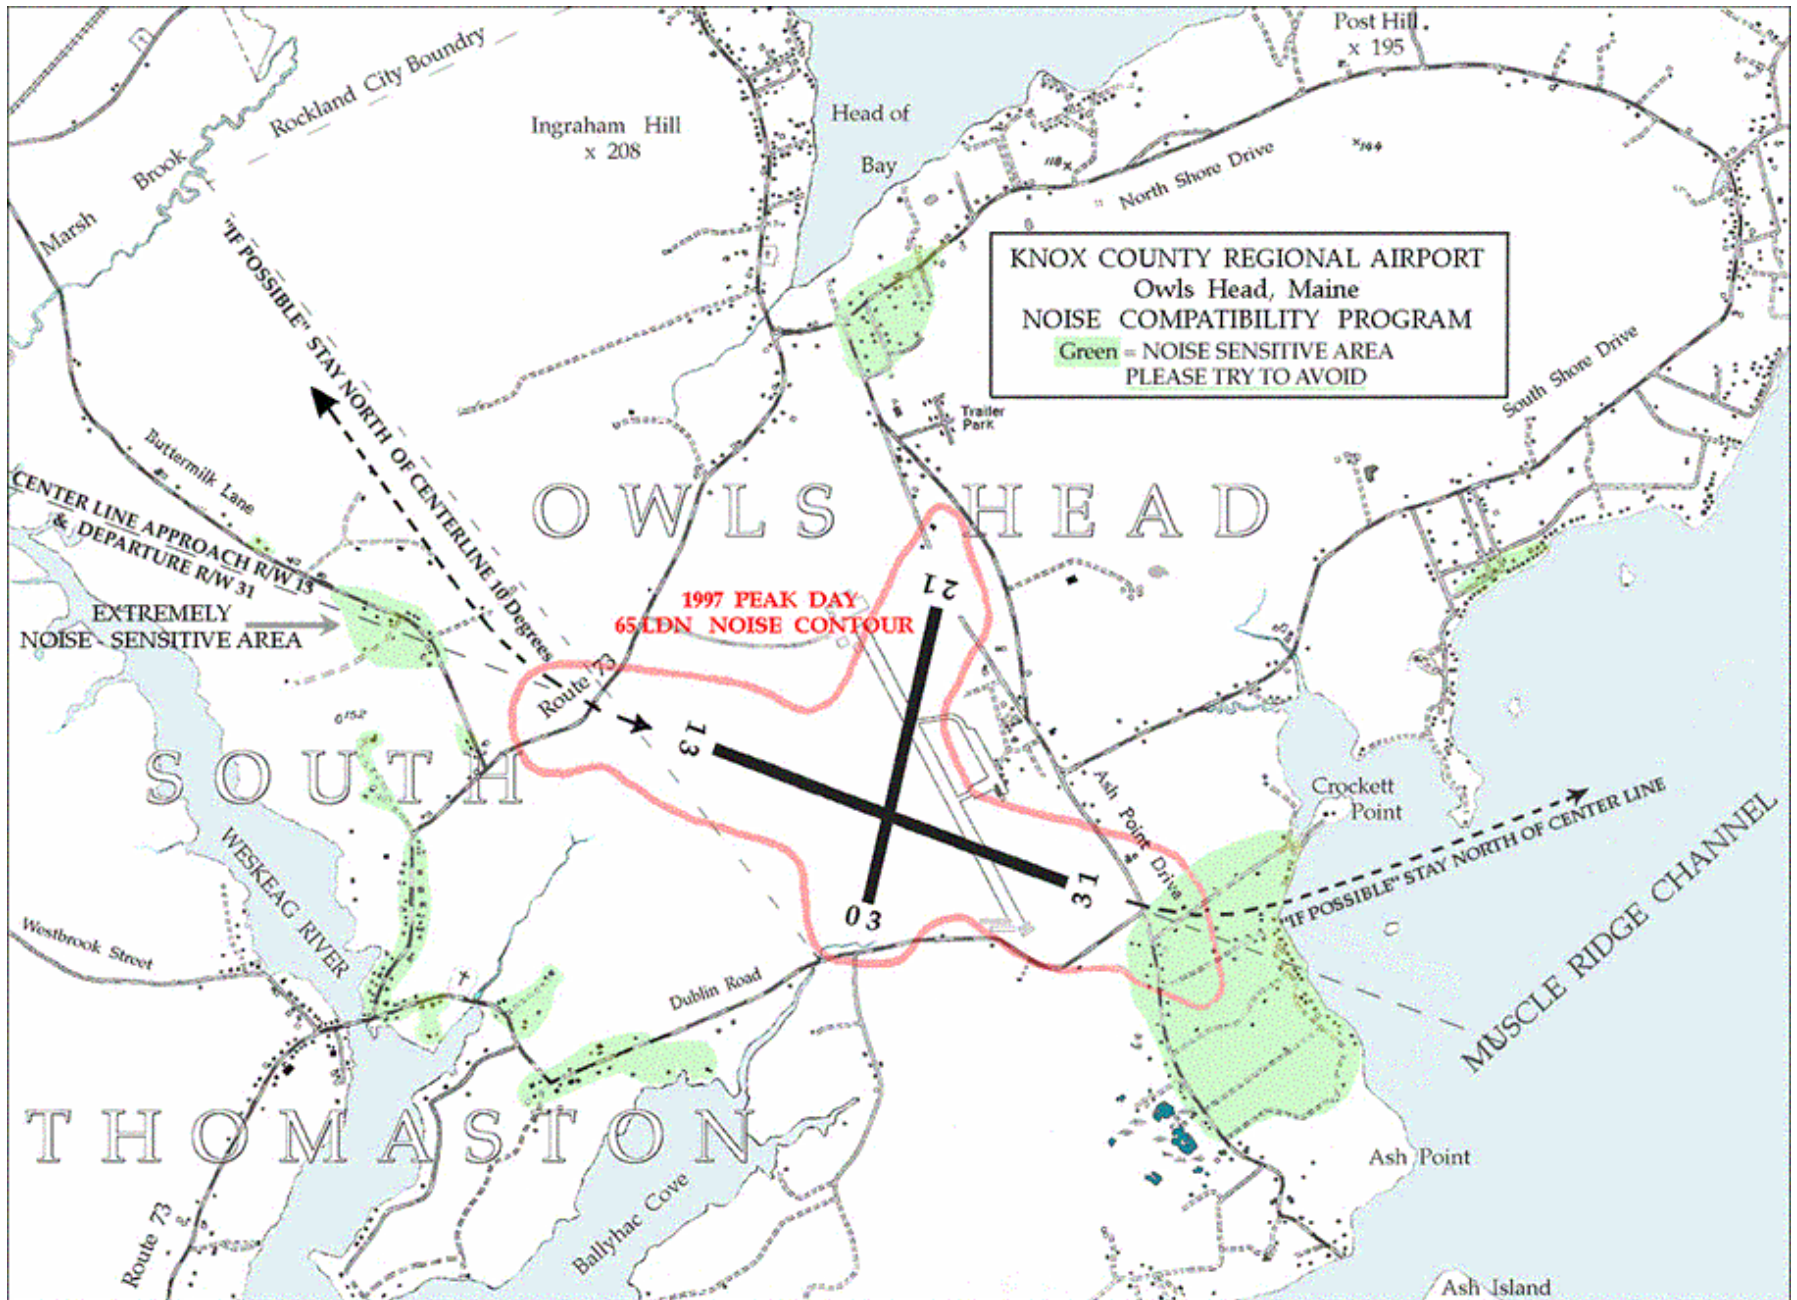 Post Hill
x 195
Rockland City Boundry
Head of
Bay
Ingraham Hill
x 208
Brook
Marsh
118x
x144
North Shore Drive
KNOX COUNTY REGIONAL AIRPORT
Owls Head, Maine
NOISE COMPATIBILITY PROGRAM
Green = NOISE SENSITIVE AREA
PLEASE TRY TO AVOID
"IF POSSIBLE" STAY NORTH OF CENTERLINE 10 Degrees
South Shore Drive
Trailer
Park
Buttermilk Lane
CENTER LINE APPROACH R/W 13
& DEPARTURE R/W 31
OWLS HEAD
EXTREMELY
NOISE - SENSITIVE AREA
1997 PEAK DAY
65 LDN NOISE CONTOUR
21
Route 73
13
152
SOUTH
Ash Point Drive
Crockett
Point
"IF POSSIBLE" STAY NORTH OF CENTER LINE
MUSCLE RIDGE CHANNEL
WESKEAG RIVER
31
03
Westbrook Street
Dublin Road
THOMASTON
Ash Point
Route 73
Ballyhac Cove
Ash Island